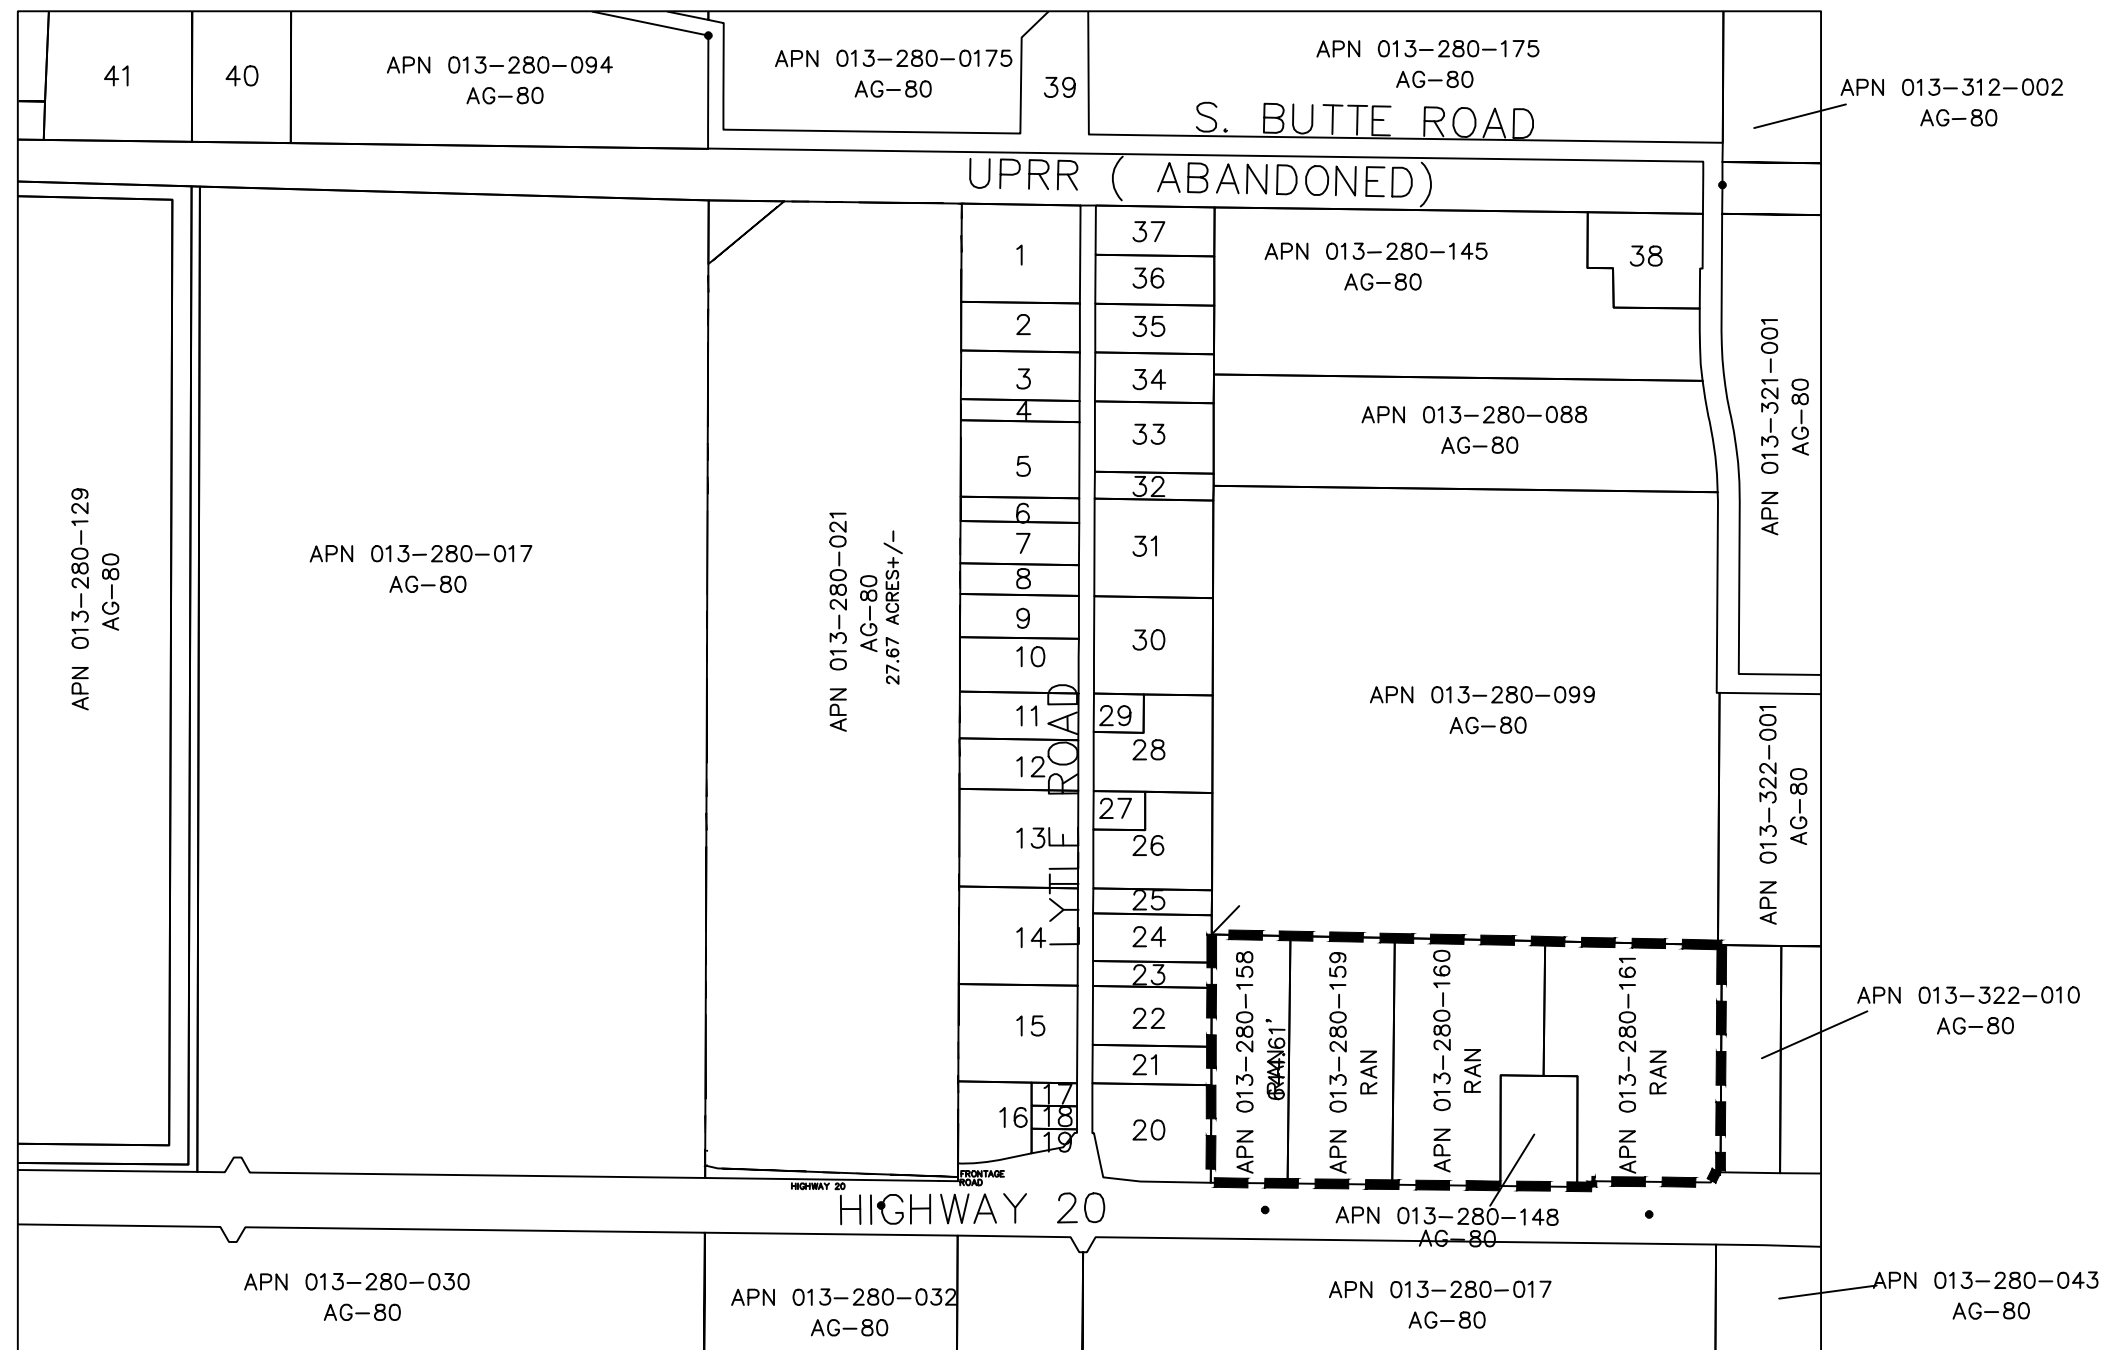 41
40
APN 013-280-094
AG-80
APN 013-280-0175
AG-80
39
APN 013-280-175
AG-80
APN 013-312-002
AG-80
S. BUTTE ROAD
UPRR ( ABANDONED)
1
2
3
4
5
6
7
8
9
10
11
12
13
14
15
16
17
18
19
37
36
35
34
33
32
31
30
29
28
27
26
25
24
23
22
21
20
LYTLE ROAD
APN 013-280-145
AG-80
38
APN 013-280-088
AG-80
APN 013-321-001
AG-80
APN 013-280-129
AG-80
APN 013-280-017
AG-80
APN 013-280-021
AG-80
27.67 ACRES+/-
APN 013-280-099
AG-80
APN 013-322-001
AG-80
APN 013-280-158
RAN
644.61'
APN 013-280-159
RAN
APN 013-280-160
RAN
APN 013-280-161
RAN
APN 013-322-010
AG-80
FRONTAGE
ROAD
HIGHWAY 20
HIGHWAY 20
APN 013-280-148
AG-80
APN 013-280-030
AG-80
APN 013-280-032
AG-80
APN 013-280-017
AG-80
APN 013-280-043
AG-80